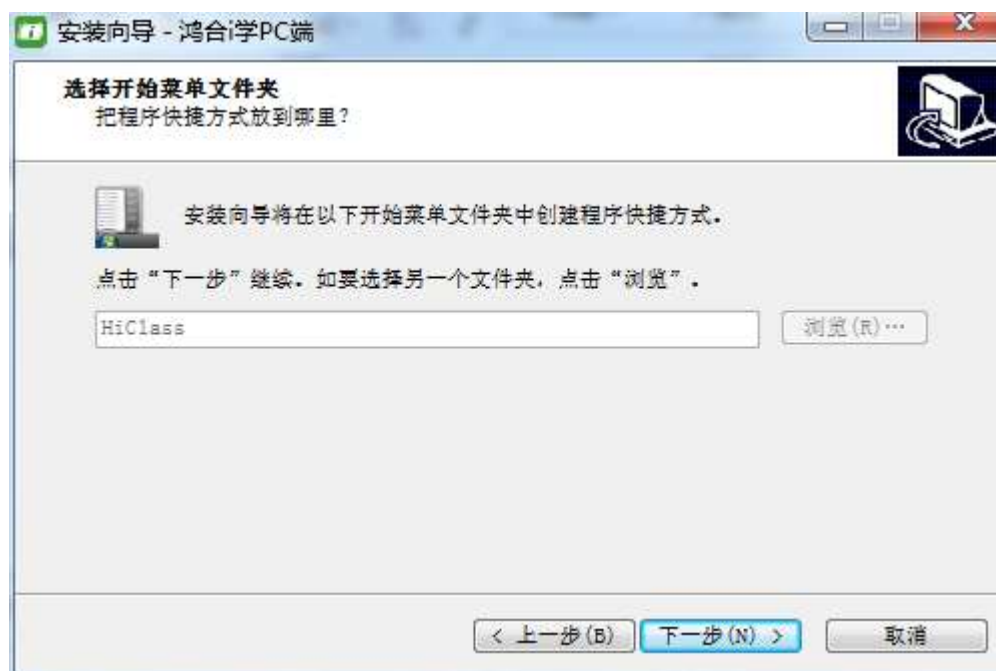 安装向导 - 鸿合i学PC端
选择开始菜单文件夹
把程序快捷方式放到哪里？
安装向导将在以下开始菜单文件夹中创建程序快捷方式。
点击“下一步”继续。如要选择另一个文件夹，点击“浏览”。
HiClass
浏览(R)…
< 上一步(B)
下一步(N) >
取消